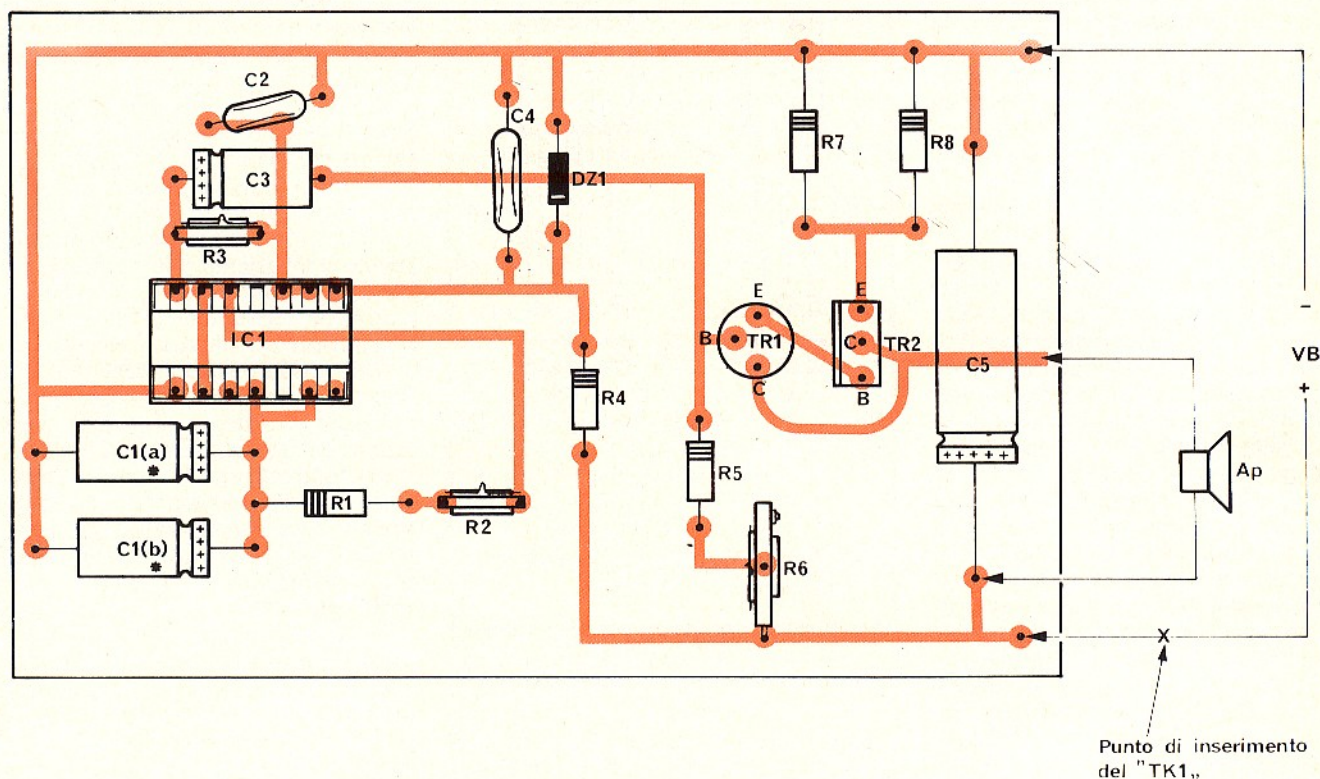 C2
C4
R7
R8
C3
DZ1
R3
E
E
IC1
B
TR1
C
TR2
C5
–
VB
+
C
B
R4
C1(a)
*
R5
Ap
R1
R2
C1(b)
*
R6
X
Punto di inserimento
del "TK1„